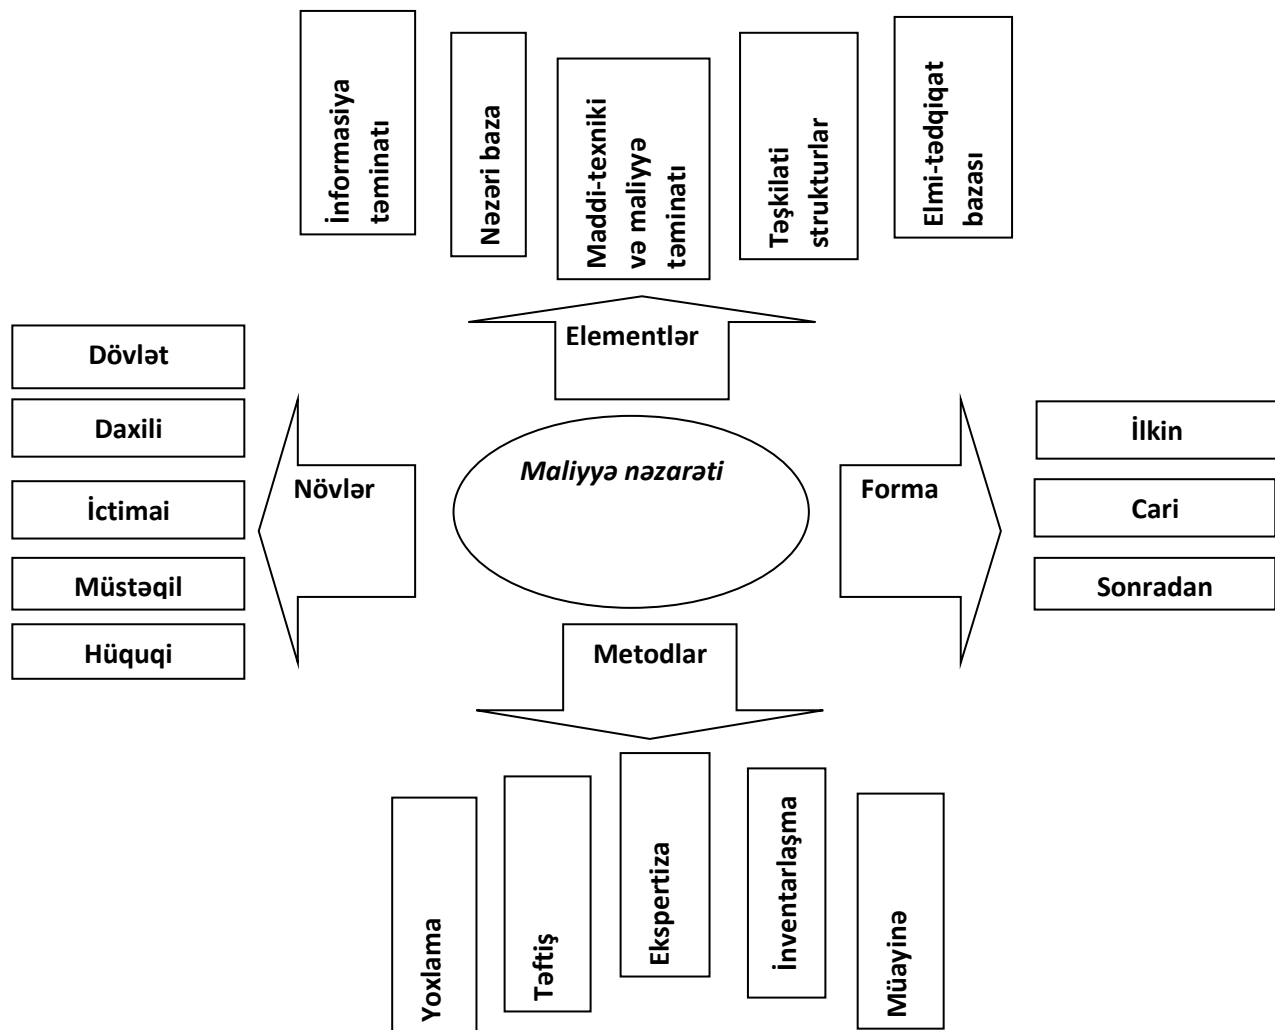 İnformasiya
təminatı
Nəzəri baza
Maddi-texniki
və maliyyə
təminatı
Təşkilati
strukturlar
Elmi-tədqiqat
bazası
Elementlər
Dövlət
Daxili
İctimai
Müstəqil
Hüquqi
Növlər
Maliyyə nəzarəti
Forma
İlkin
Cari
Sonradan
Metodlar
Yoxlama
Təftiş
Ekspertiza
İnventarlaşma
Müayinə